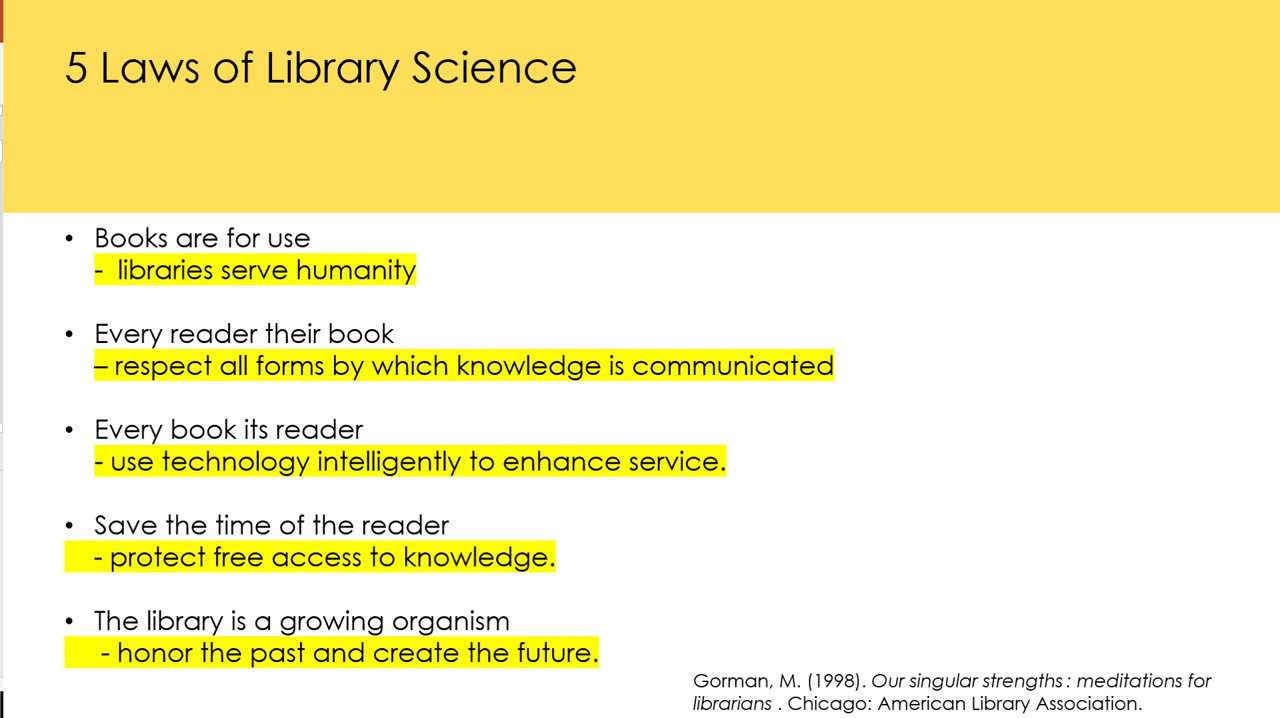 5 Laws of Library Science
• Books are for use
- libraries serve humanity
• Every reader their book
– respect all forms by which knowledge is communicated
• Every book its reader
- use technology intelligently to enhance service.
• Save the time of the reader
- protect free access to knowledge.
• The library is a growing organism
- honor the past and create the future.
Gorman, M. (1998). Our singular strengths : meditations for
librarians . Chicago: American Library Association.